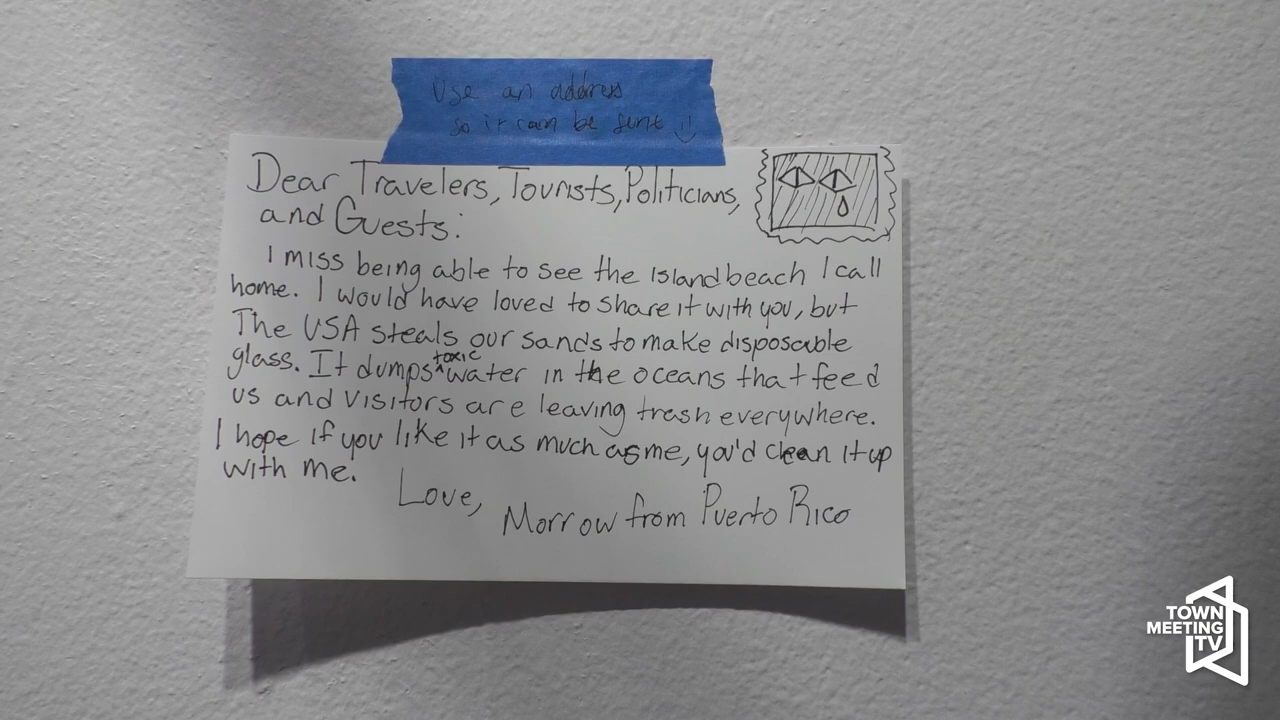 Use an address
so it can be sent
Dear Travelers, Tourists, Politicians,
and Guests:
I miss being able to see the island beach I call
home. I would have loved to share it with you, but
The USA steals our sands to make disposable
glass. It dumps toxic water in the oceans that feed
us and visitors are leaving trash everywhere.
I hope if you like it as much as me, you'd clean it up
with me.
Love,
Morrow from Puerto Rico
TOWN
MEETING
TV